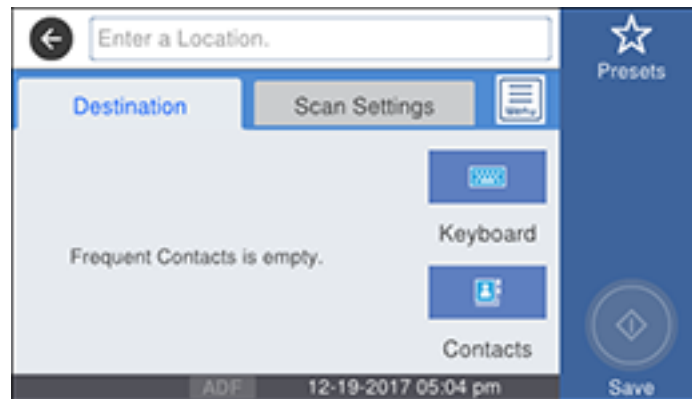 Enter a Location.
Presets
Destination
Scan Settings
Menu
Keyboard
Frequent Contacts is empty.
Contacts
ADF
12-19-2017 05:04 pm
Save